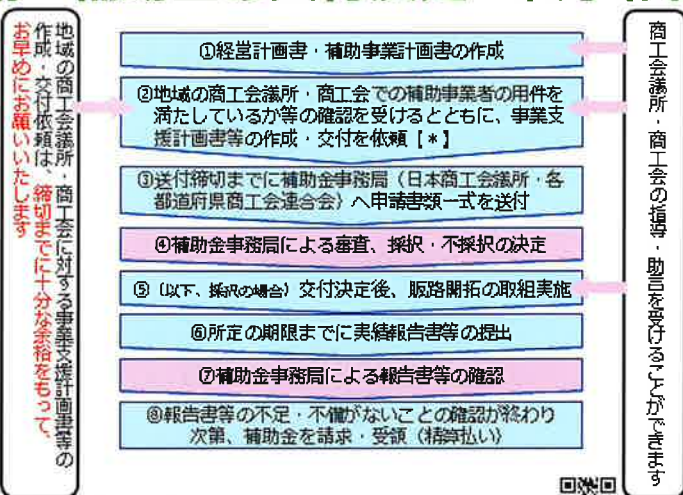 地域の商工会議所・商工会に対する事業支援計画書等の
作成・交付依頼は、締切までに十分な余裕をもって、
お早めにお願いいたします
①経営計画書・補助事業計画書の作成
②地域の商工会議所・商工会での補助事業者の用件を
満たしているか等の確認を受けるとともに、事業支
援計画書等の作成・交付を依頼【*】
③送付締切までに補助金事務局（日本商工会議所・各
都道府県商工会連合会）へ申請書類一式を送付
④補助金事務局による審査、採択・不採択の決定
⑤（以下、採択の場合）交付決定後、販路開拓の取組実施
⑥所定の期限までに実績報告書等の提出
⑦補助金事務局による報告書等の確認
⑧報告書等の不足・不備がないことの確認が終わり
次第、補助金を請求・受領（精算払い）
商工会議所・商工会の指導・助言を受けることができます